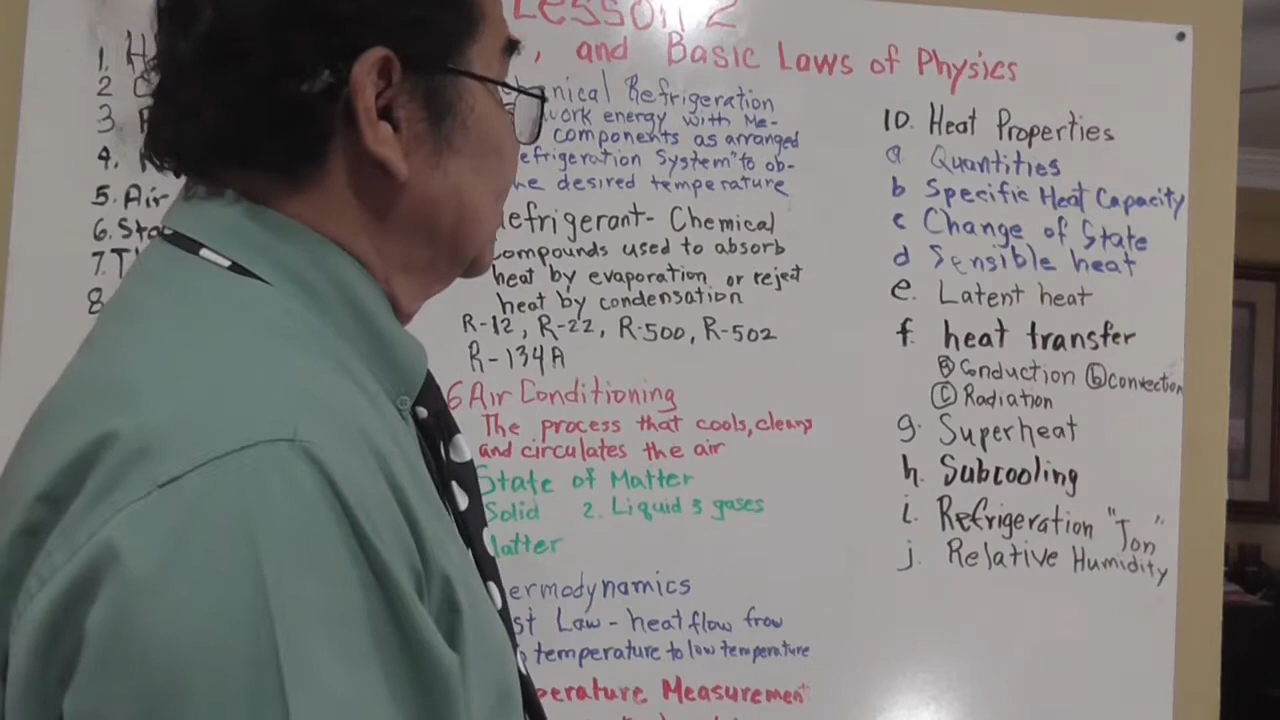 Lesson 2
, and Basic Laws of Physics
1.
2
3.
4.
5. Air
6. Sta
7. T
8
Refrigeration
work energy with Me-
components as arranged
efrigeration System" to ob-
he desired temperature
efrigerant- Chemical
compounds used to absorb
heat by evaporation or reject
heat by condensation
R-12, R-22, R-500, R-502
R-134A
6 Air Conditioning
The process that cools, cleans
and circulates the air
State of Matter
Solid 2. Liquid 3 gases
Matter
ermodynamics
st Law - heat flow from
temperature to low temperature
perature Measurement
10. Heat Properties
a Quantities
b Specific Heat Capacity
c Change of State
d Sensible heat
e. Latent heat
f. heat transfer
a Conduction b convection
c Radiation
g. Superheat
h. Subcooling
i. Refrigeration "Ton"
j. Relative Humidity